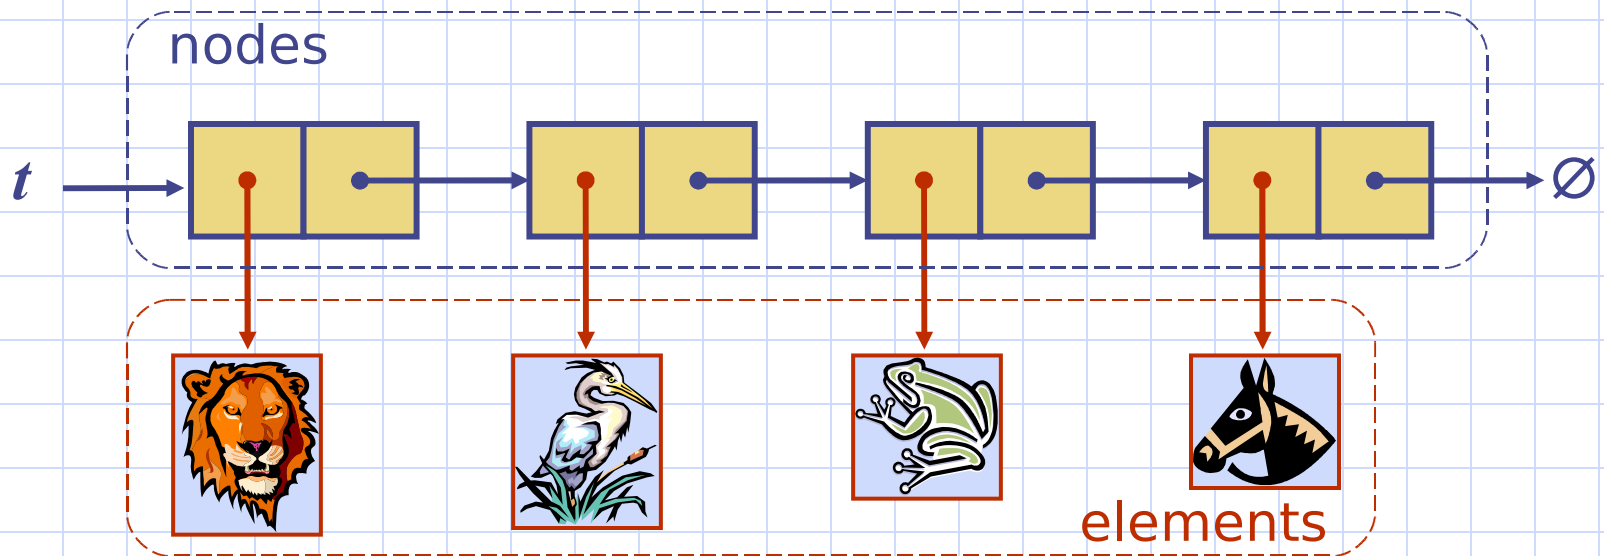 nodes
t
∅
elements